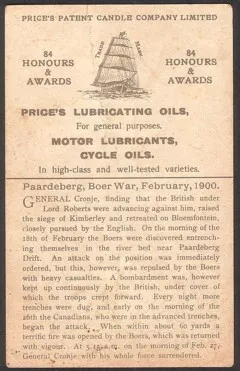 PRICE'S PATENT CANDLE COMPANY LIMITED
84
HONOURS
&
AWARDS
TRADE MARK
84
HONOURS
&
AWARDS
PRICE'S LUBRICATING OILS,
For general purposes.
MOTOR LUBRICANTS,
CYCLE OILS.
In high-class and well-tested varieties.
Paardeberg, Boer War, February, 1900.
GENERAL Cronje, finding that the British under
Lord Roberts were advancing against him, raised
the siege of Kimberley and retreated on Bloemfontein,
closely pursued by the English. On the morning of the
18th of February the Boers were discovered entrench-
ing themselves in the river bed near Paardeberg
Drift. An attack on the position was immediately
ordered, but this, however, was repulsed by the Boers
with heavy casualties. A bombardment was, however
kept up continuously by the British, under cover of
which the troops crept forward. Every night more
trenches were dug, and early on the morning of the
26th the Canadians, who were in the advanced trenches,
began the attack. When within about 60 yards a
terrific fire was opened by the Boers, which was returned
with vigour. At a.m. on the morning of Feb. 27,
General Cronje with his whole force surrendered.